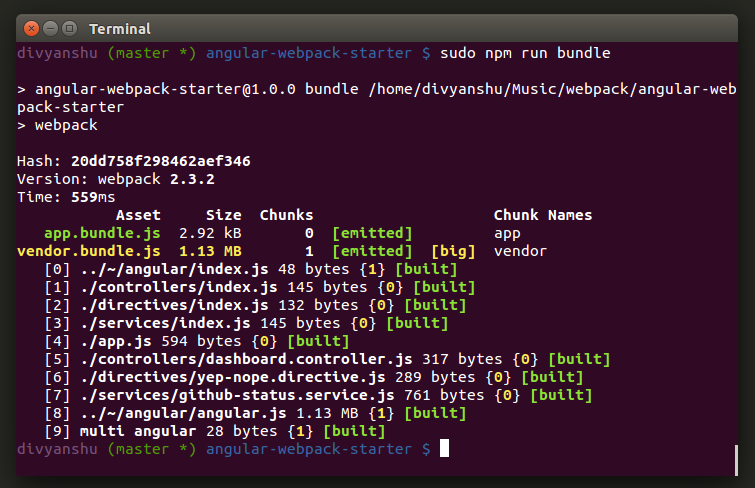 Terminal
divyanshu (master *) angular-webpack-starter $ sudo npm run bundle
> angular-webpack-starter@1.0.0 bundle /home/divyanshu/Music/webpack/angular-web
pack-starter
> webpack
Hash: 20dd758f298462aef346
Version: webpack 2.3.2
Time: 559ms
Asset Size Chunks Chunk Names
app.bundle.js 2.92 kB 0 [emitted] app
vendor.bundle.js 1.13 MB 1 [emitted] [big] vendor
[0] ../~/angular/index.js 48 bytes {1} [built]
[1] ./controllers/index.js 145 bytes {0} [built]
[2] ./directives/index.js 132 bytes {0} [built]
[3] ./services/index.js 145 bytes {0} [built]
[4] ./app.js 594 bytes {0} [built]
[5] ./controllers/dashboard.controller.js 317 bytes {0} [built]
[6] ./directives/yep-nope.directive.js 289 bytes {0} [built]
[7] ./services/github-status.service.js 761 bytes {0} [built]
[8] ../~/angular/angular.js 1.13 MB {1} [built]
[9] multi angular 28 bytes {1} [built]
divyanshu (master *) angular-webpack-starter $